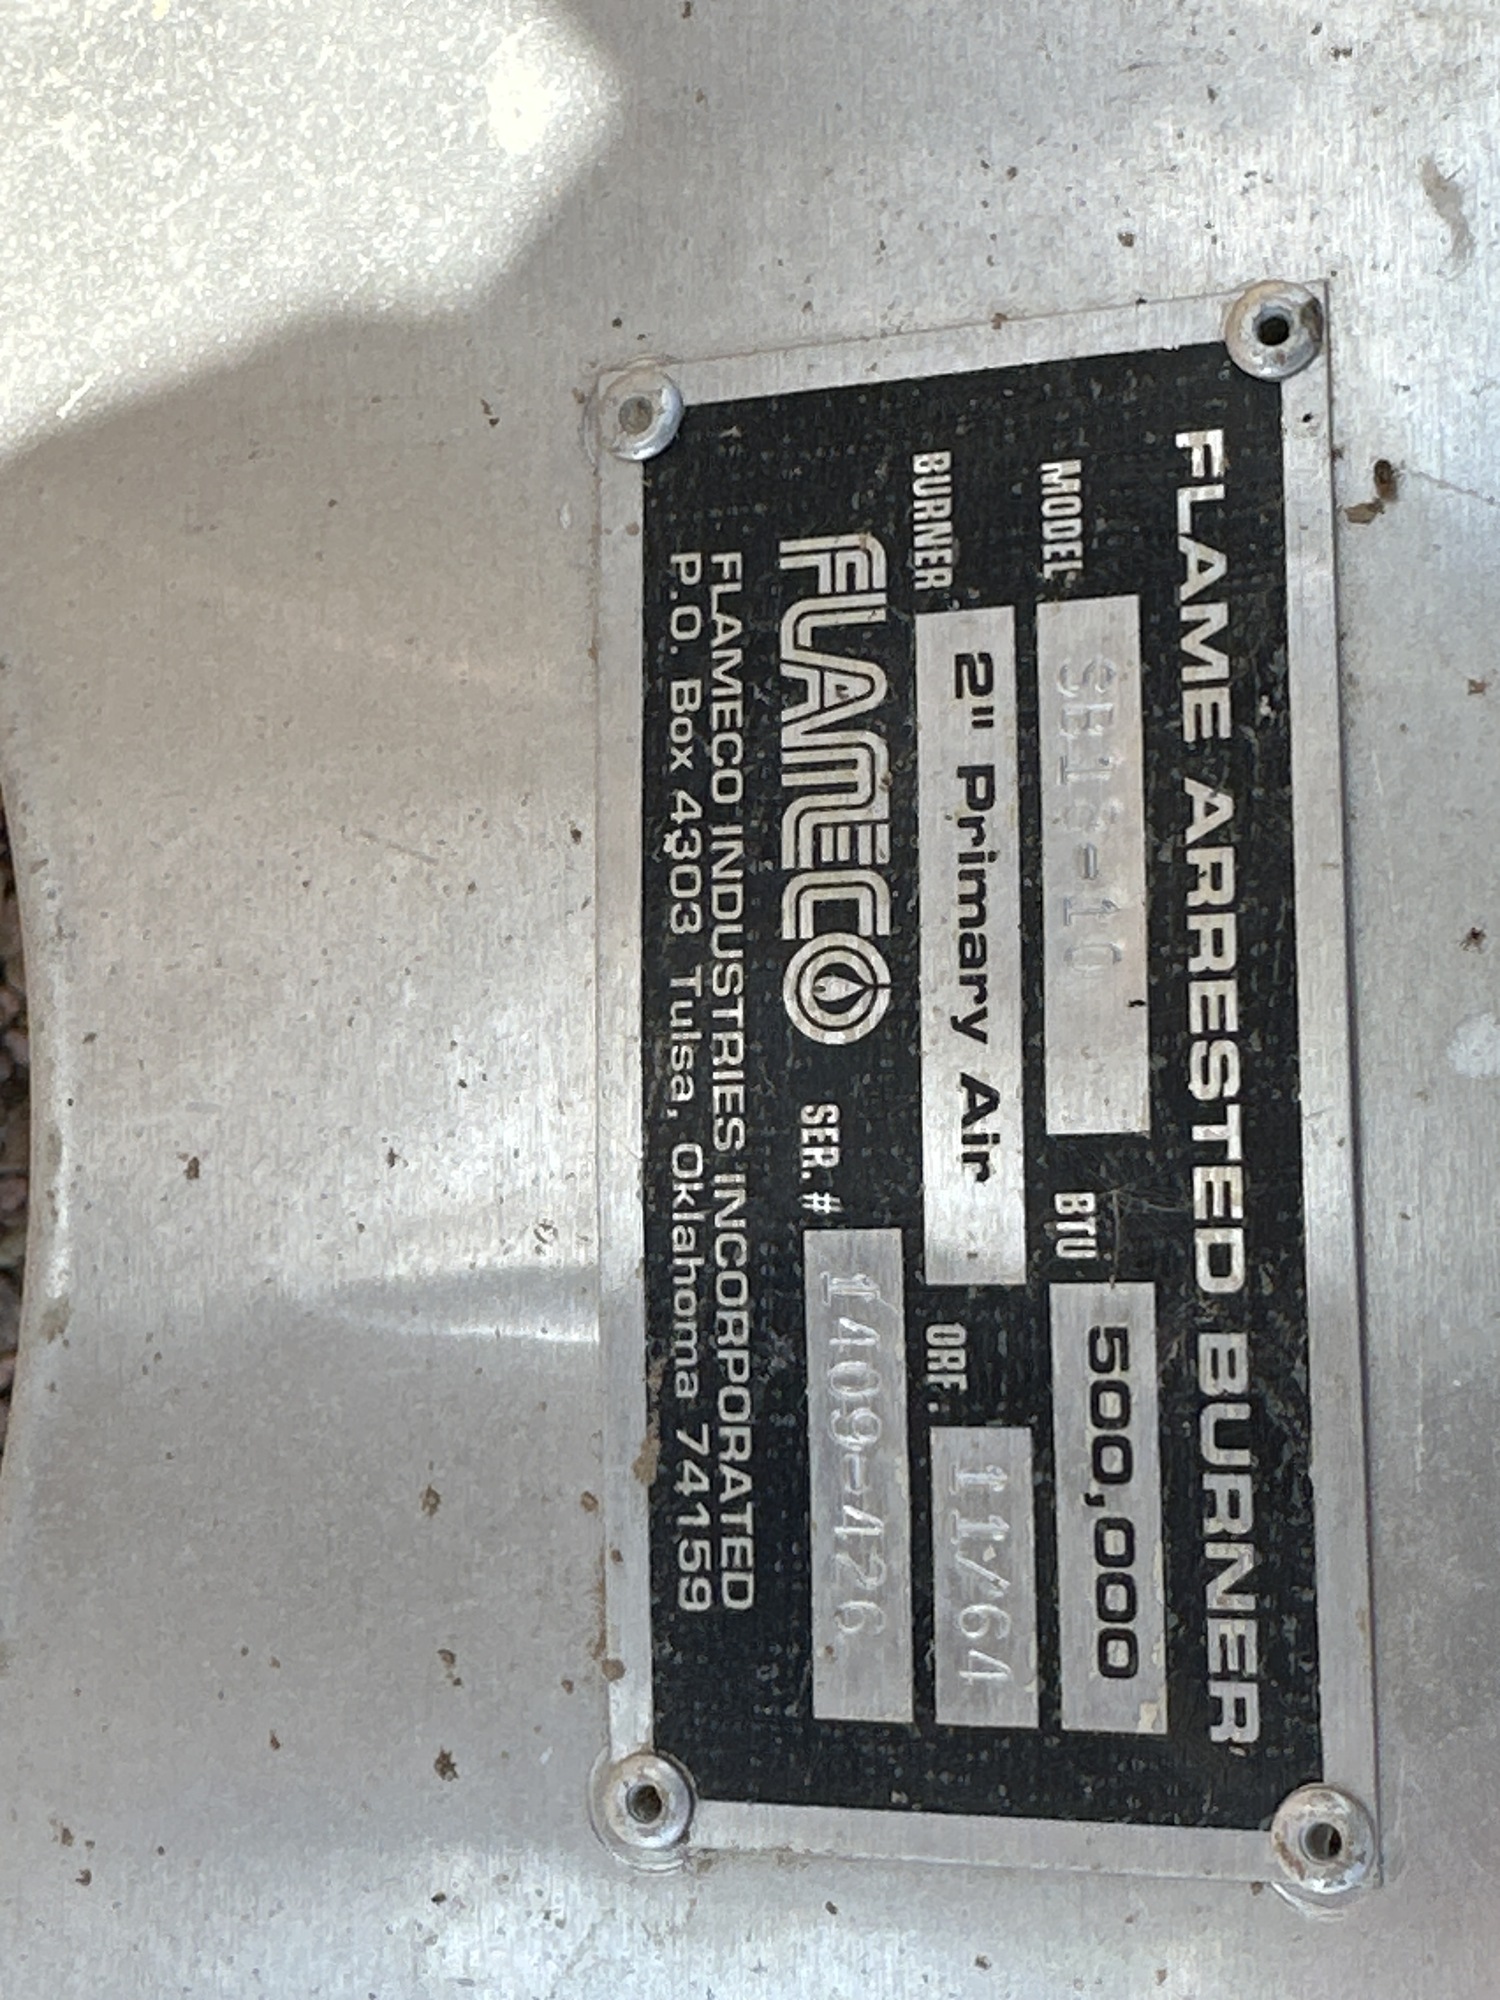 FLAME ARRESTED BURNER
MODEL SB18-10 BTU 500,000
BURNER 2" Primary Air ORF. 11/64
FLAMECO SER. # 1409-426
FLAMECO INDUSTRIES INCORPORATED
P.O. Box 4303 Tulsa, Oklahoma 74159